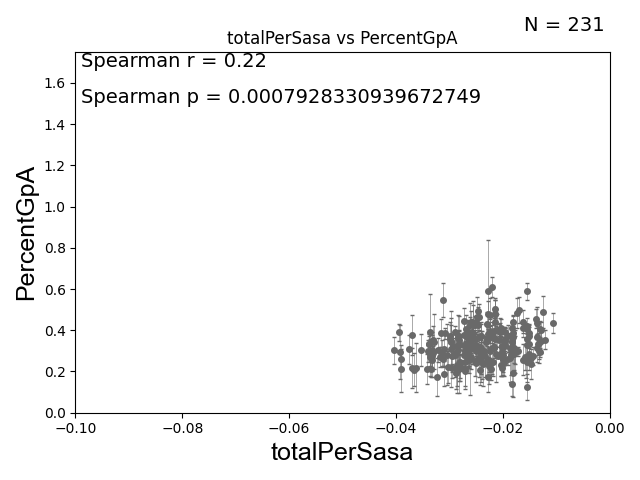 N = 231
totalPerSasa vs PercentGpA
Spearman r = 0.22
Spearman p = 0.0007928330939672749
PercentGpA
1.6
1.4
1.2
1.0
0.8
0.6
0.4
0.2
0.0
−0.10
−0.08
−0.06
−0.04
−0.02
0.00
totalPerSasa